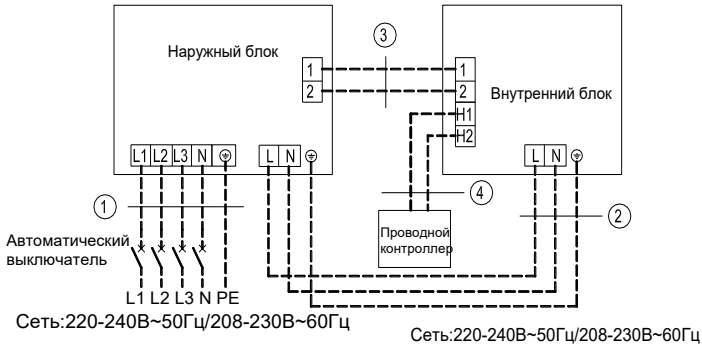 Наружный блок
1
2
3
1
2
H1
H2
Внутренний блок
L1 L2 L3 N
L N
L N
1
4
2
Проводной
контроллер
Автоматический
выключатель
L1 L2 L3 N PE
Сеть:220-240В~50Гц/208-230В~60Гц
Сеть:220-240В~50Гц/208-230В~60Гц